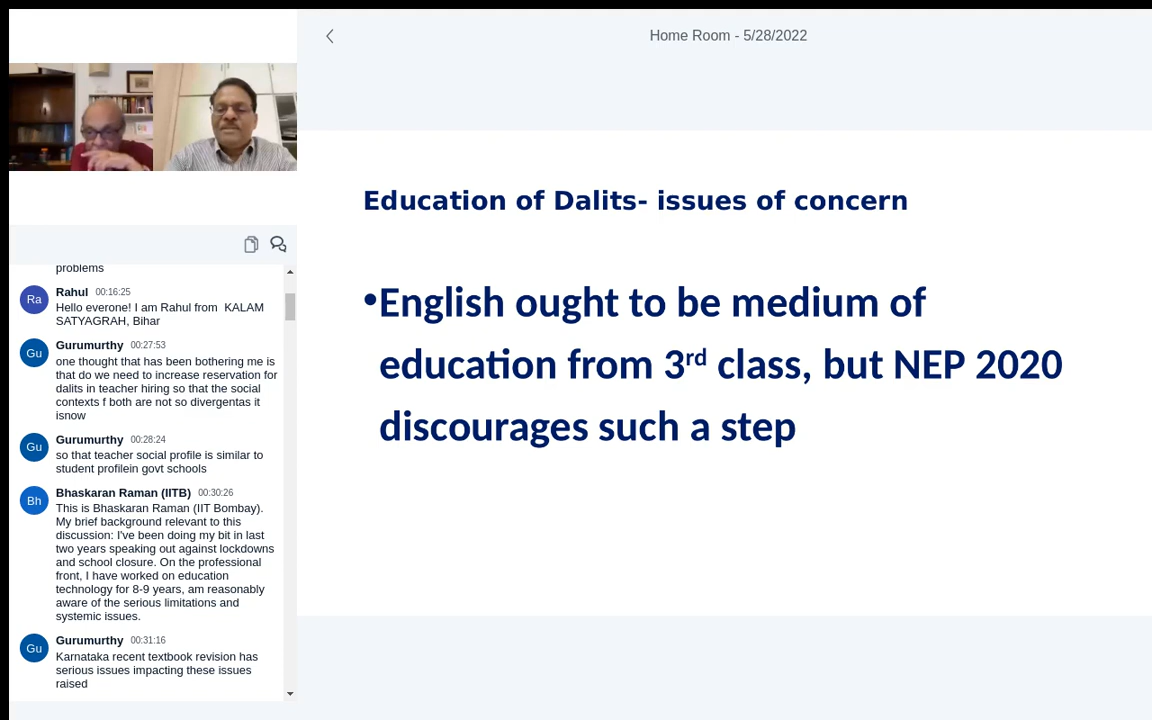 Home Room - 5/28/2022
problems
Ra
Rahul 00:16:25
Hello everone! I am Rahul from KALAM
SATYAGRAH, Bihar
Gu
Gurumurthy 00:27:53
one thought that has been bothering me is
that do we need to increase reservation for
dalits in teacher hiring so that the social
contexts f both are not so divergentas it
isnow
Gu
Gurumurthy 00:28:24
so that teacher social profile is similar to
student profilein govt schools
Bh
Bhaskaran Raman (IITB) 00:30:26
This is Bhaskaran Raman (IIT Bombay).
My brief background relevant to this
discussion: I've been doing my bit in last
two years speaking out against lockdowns
and school closure. On the professional
front, I have worked on education
technology for 8-9 years, am reasonably
aware of the serious limitations and
systemic issues.
Gu
Gurumurthy 00:31:16
Karnataka recent textbook revision has
serious issues impacting these issues
raised
Education of Dalits- issues of concern
•English ought to be medium of
education from 3rd class, but NEP 2020
discourages such a step